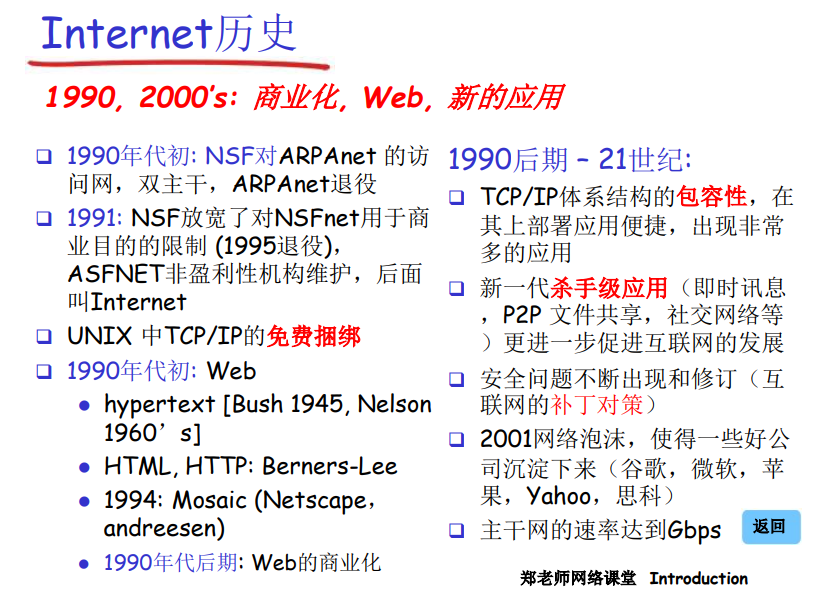 Internet历史
1990, 2000's: 商业化, Web, 新的应用
1990年代初: NSF对ARPAnet 的访
问网，双主干，ARPAnet退役
1991: NSF放宽了对NSFnet用于商
业目的的限制 (1995退役)，
ASFNET非盈利性机构维护，后面
叫Internet
UNIX 中TCP/IP的免费捆绑
1990年代初: Web
hypertext [Bush 1945, Nelson
1960’s]
HTML, HTTP: Berners-Lee
1994: Mosaic (Netscape，
andreesen)
1990年代后期: Web的商业化
1990后期 – 21世纪:
TCP/IP体系结构的包容性，在
其上部署应用便捷，出现非常
多的应用
新一代杀手级应用（即时讯息
，P2P 文件共享，社交网络等
）更进一步促进互联网的发展
安全问题不断出现和修订（互
联网的补丁对策）
2001网络泡沫，使得一些好公
司沉淀下来（谷歌，微软，苹
果，Yahoo，思科）
主干网的速率达到Gbps
返回
郑老师网络课堂 Introduction